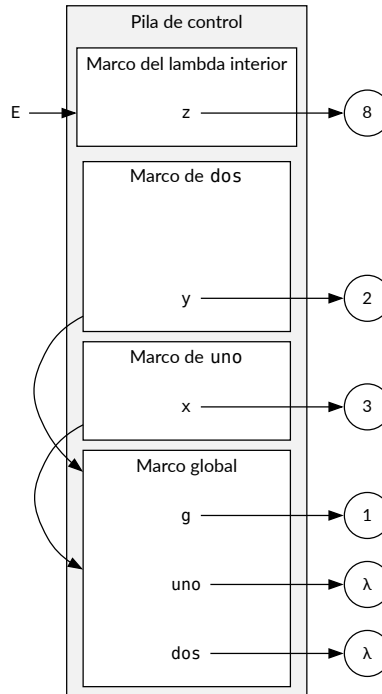 Pila de control
Marco del lambda interior
E
z
8
Marco de dos
y
2
Marco de uno
x
3
Marco global
g
1
uno
λ
dos
λ